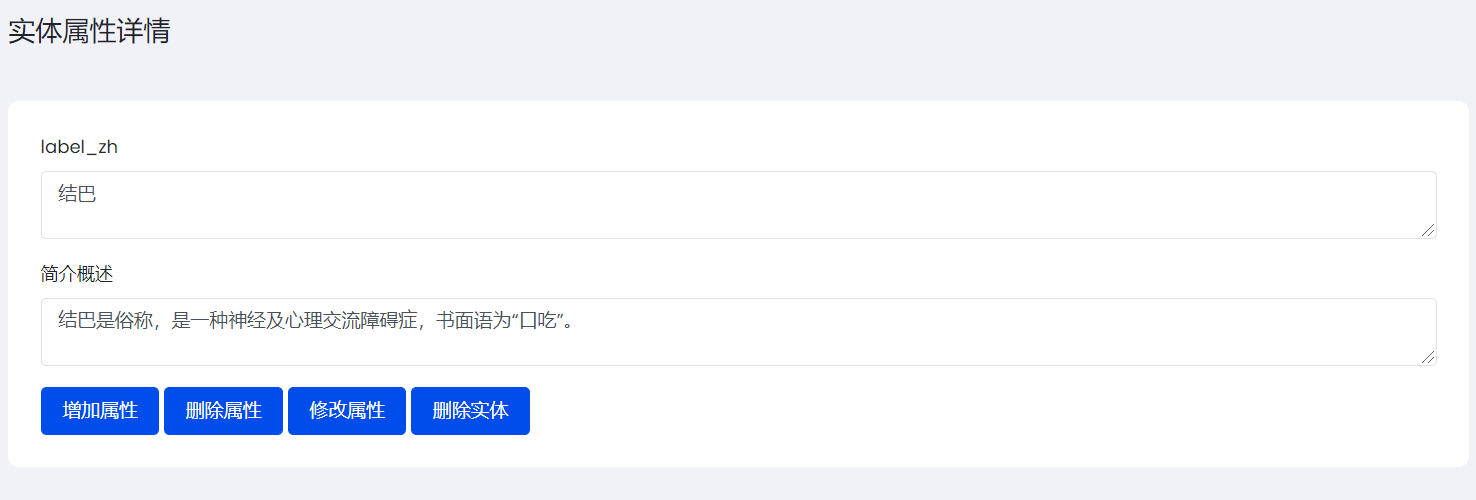 实体属性详情
label_zh
结巴
简介概述
结巴是俗称，是一种神经及心理交流障碍症，书面语为“口吃”。
增加属性 删除属性 修改属性 删除实体